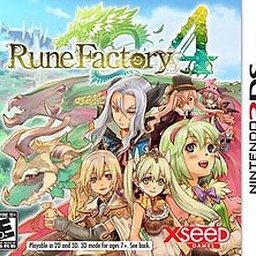 Rune Factory 4
NINTENDO 3DS
Playable in 2D and 3D. 3D mode for ages 7+. See back.
XSEED
GAMES